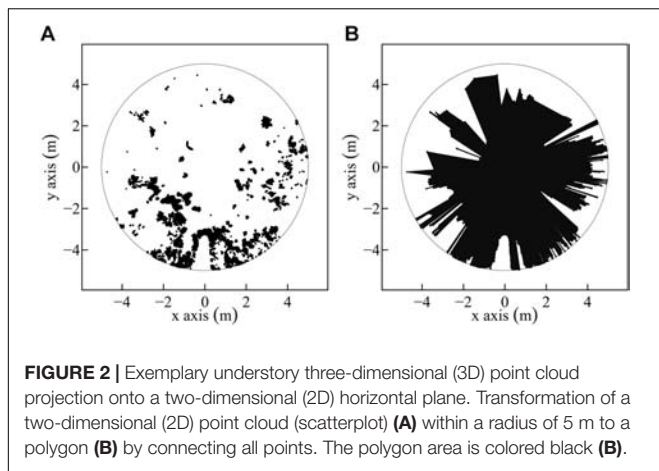 A
B
4
2
0
−2
−4
y axis (m)
−4 −2 0 2 4
x axis (m)
4
2
0
−2
−4
y axis (m)
−4 −2 0 2 4
x axis (m)
FIGURE 2 | Exemplary understory three-dimensional (3D) point cloud
projection onto a two-dimensional (2D) horizontal plane. Transformation of a
two-dimensional (2D) point cloud (scatterplot) (A) within a radius of 5 m to a
polygon (B) by connecting all points. The polygon area is colored black (B).